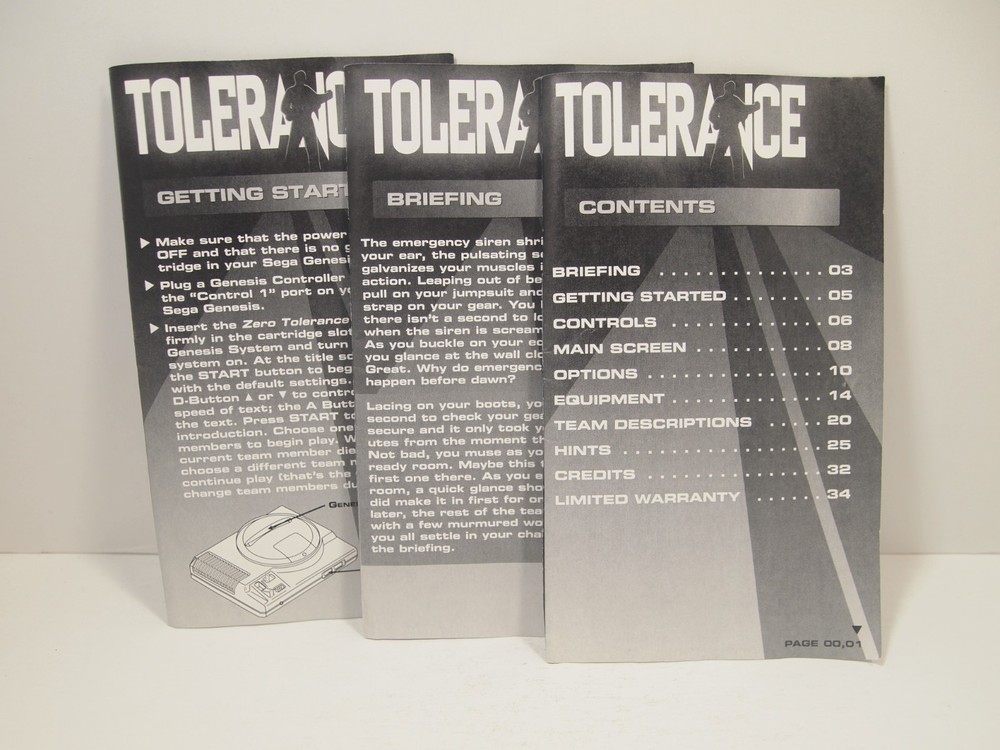 TOLERANC
GETTING START
▶ Make sure that the power
OFF and that there is no
tridge in your Sega Genesi
▶ Plug a Genesis Controller
the "Control 1" port on
Sega Genesis.
▶ Insert the Zero Tolerance
firmly in the cartridge slot
Genesis System and turn
system on. At the title
the START button to beg
with the default settings.
D-Button ▲ or ▼ to contr
speed of text; the A Butt
the text. Press START
introduction. Choose one
members to begin play.
current team member die
choose a different team
continue play (that's the
change team members du
GENE
TOLERA
BRIEFING
The emergency siren shri
your ear, the pulsating
galvanizes your muscles
action. Leaping out of be
pull on your jumpsuit and
strap on your gear. You
there isn't a second to lo
when the siren is scream
As you buckle on your eq
you glance at the wall clo
Great. Why do emergenc
happen before dawn?
Lacing on your boots, yo
second to check your gea
secure and it only took
utes from the moment th
Not bad, you muse as yo
ready room. Maybe this
first one there. As you e
room, a quick glance sho
did make it in first for
later, the rest of the tea
with a few murmured wo
you all settle in your cha
the briefing.
TOLERANCE
CONTENTS
BRIEFING . . . . . . . . . . . . 03
GETTING STARTED . . . . . . . . 05
CONTROLS . . . . . . . . . . . 06
MAIN SCREEN . . . . . . . . . . 08
OPTIONS . . . . . . . . . . . . 10
EQUIPMENT . . . . . . . . . . . 14
TEAM DESCRIPTIONS . . . . . 20
HINTS . . . . . . . . . . . . . 25
CREDITS . . . . . . . . . . . . 32
LIMITED WARRANTY . . . . . . 34
PAGE 00,01